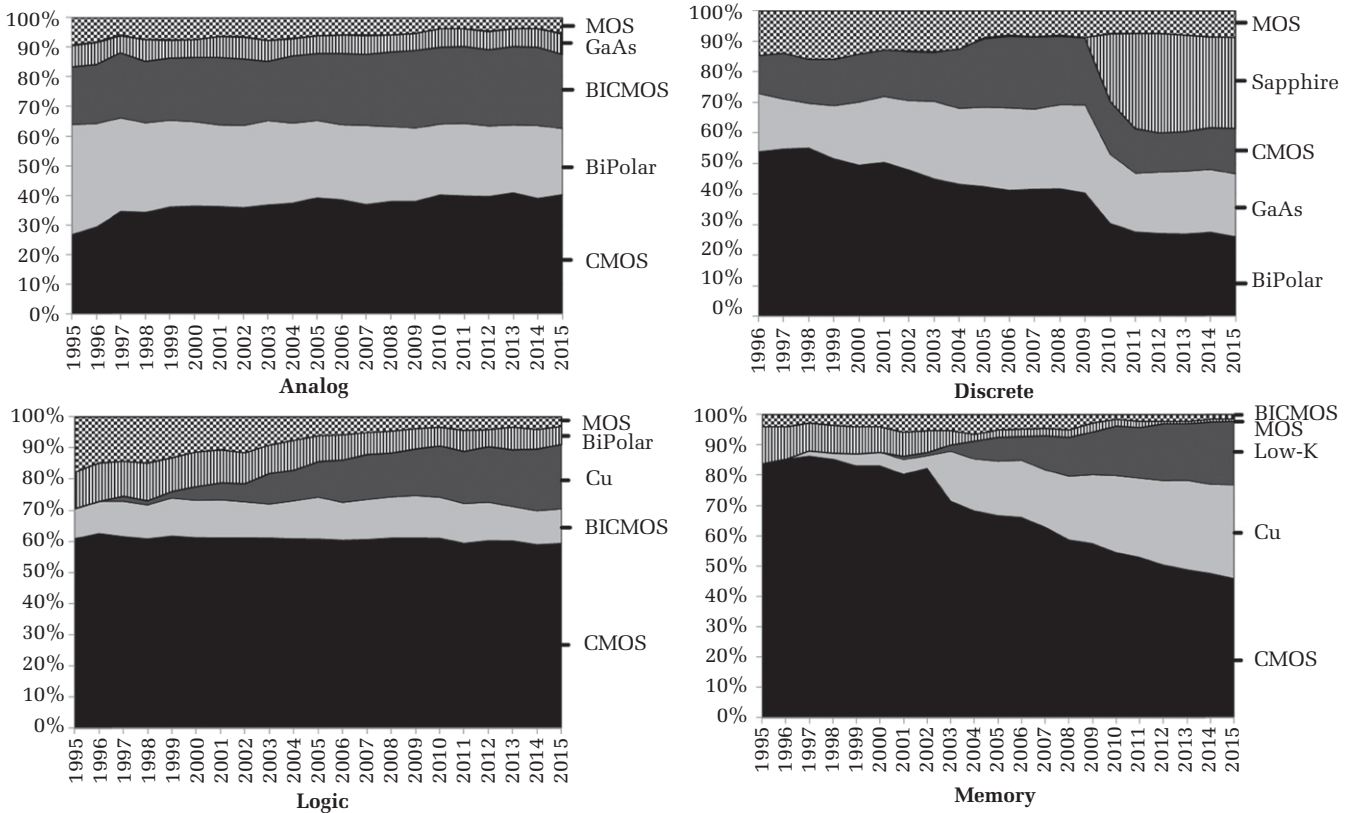 100%
90%
80%
70%
60%
50%
40%
30%
20%
10%
0%
MOS
GaAs
BICMOS
BiPolar
CMOS
1995 1996 1997 1998 1999 2000 2001 2002 2003 2004 2005 2006 2007 2008 2009 2010 2011 2012 2013 2014 2015
Analog
100%
90%
80%
70%
60%
50%
40%
30%
20%
10%
0%
MOS
Sapphire
CMOS
GaAs
BiPolar
1996 1997 1998 1999 2000 2001 2002 2003 2004 2005 2006 2007 2008 2009 2010 2011 2012 2013 2014 2015
Discrete
100%
90%
80%
70%
60%
50%
40%
30%
20%
10%
0%
MOS
BiPolar
Cu
BICMOS
CMOS
1995 1996 1997 1998 1999 2000 2001 2002 2003 2004 2005 2006 2007 2008 2009 2010 2011 2012 2013 2014 2015
Logic
100%
90%
80%
70%
60%
50%
40%
30%
20%
10%
0%
BICMOS
MOS
Low-K
Cu
CMOS
1995 1996 1997 1998 1999 2000 2001 2002 2003 2004 2005 2006 2007 2008 2009 2010 2011 2012 2013 2014 2015
Memory